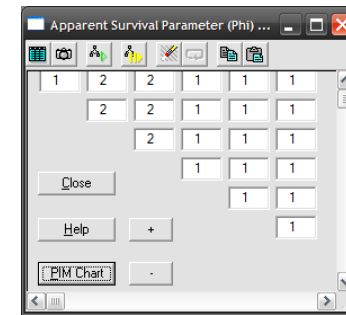 Apparent Survival Parameter (Phi) ...
1 2 2 1 1 1
2 2 1 1 1
2 1 1 1
1 1 1
Close
1 1
Help + 1
PIM Chart -